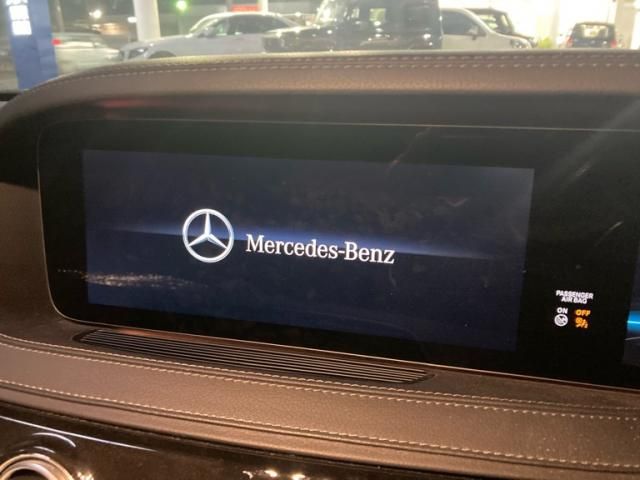 Mercedes-Benz
PASSENGER
AIR BAG
ON OFF